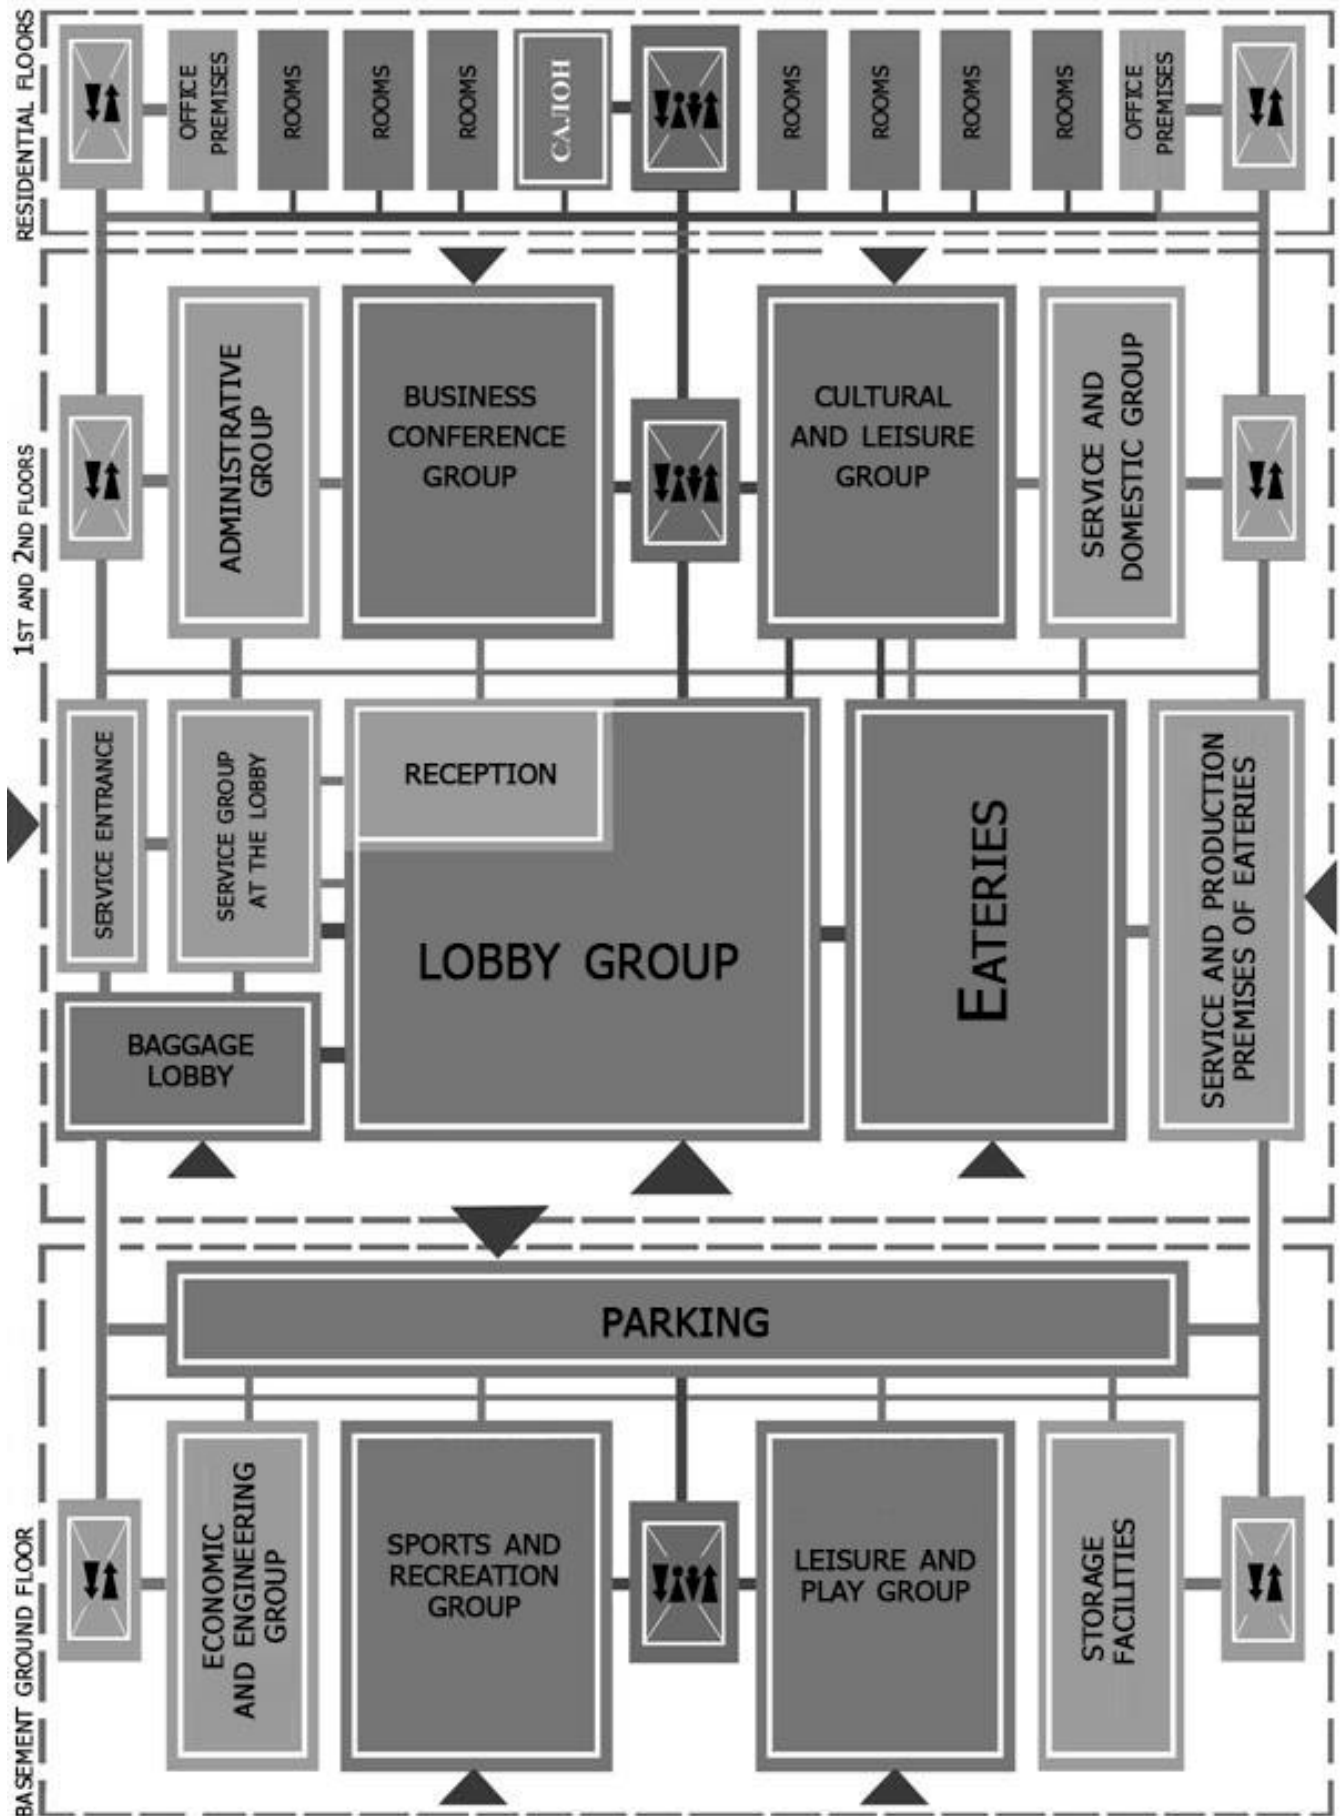 RESIDENTIAL FLOORS
OFFICE
PREMISES
ROOMS
ROOMS
ROOMS
САЛОН
ROOMS
ROOMS
ROOMS
ROOMS
OFFICE
PREMISES
1ST AND 2ND FLOORS
ADMINISTRATIVE
GROUP
BUSINESS
CONFERENCE
GROUP
CULTURAL
AND LEISURE
GROUP
SERVICE AND
DOMESTIC GROUP
SERVICE ENTRANCE
SERVICE GROUP
AT THE LOBBY
RECEPTION
LOBBY GROUP
EATERIES
SERVICE AND PRODUCTION
PREMISES OF EATERIES
BAGGAGE
LOBBY
BASEMENT GROUND FLOOR
PARKING
ECONOMIC
AND ENGINEERING
GROUP
SPORTS AND
RECREATION
GROUP
LEISURE AND
PLAY GROUP
STORAGE
FACILITIES